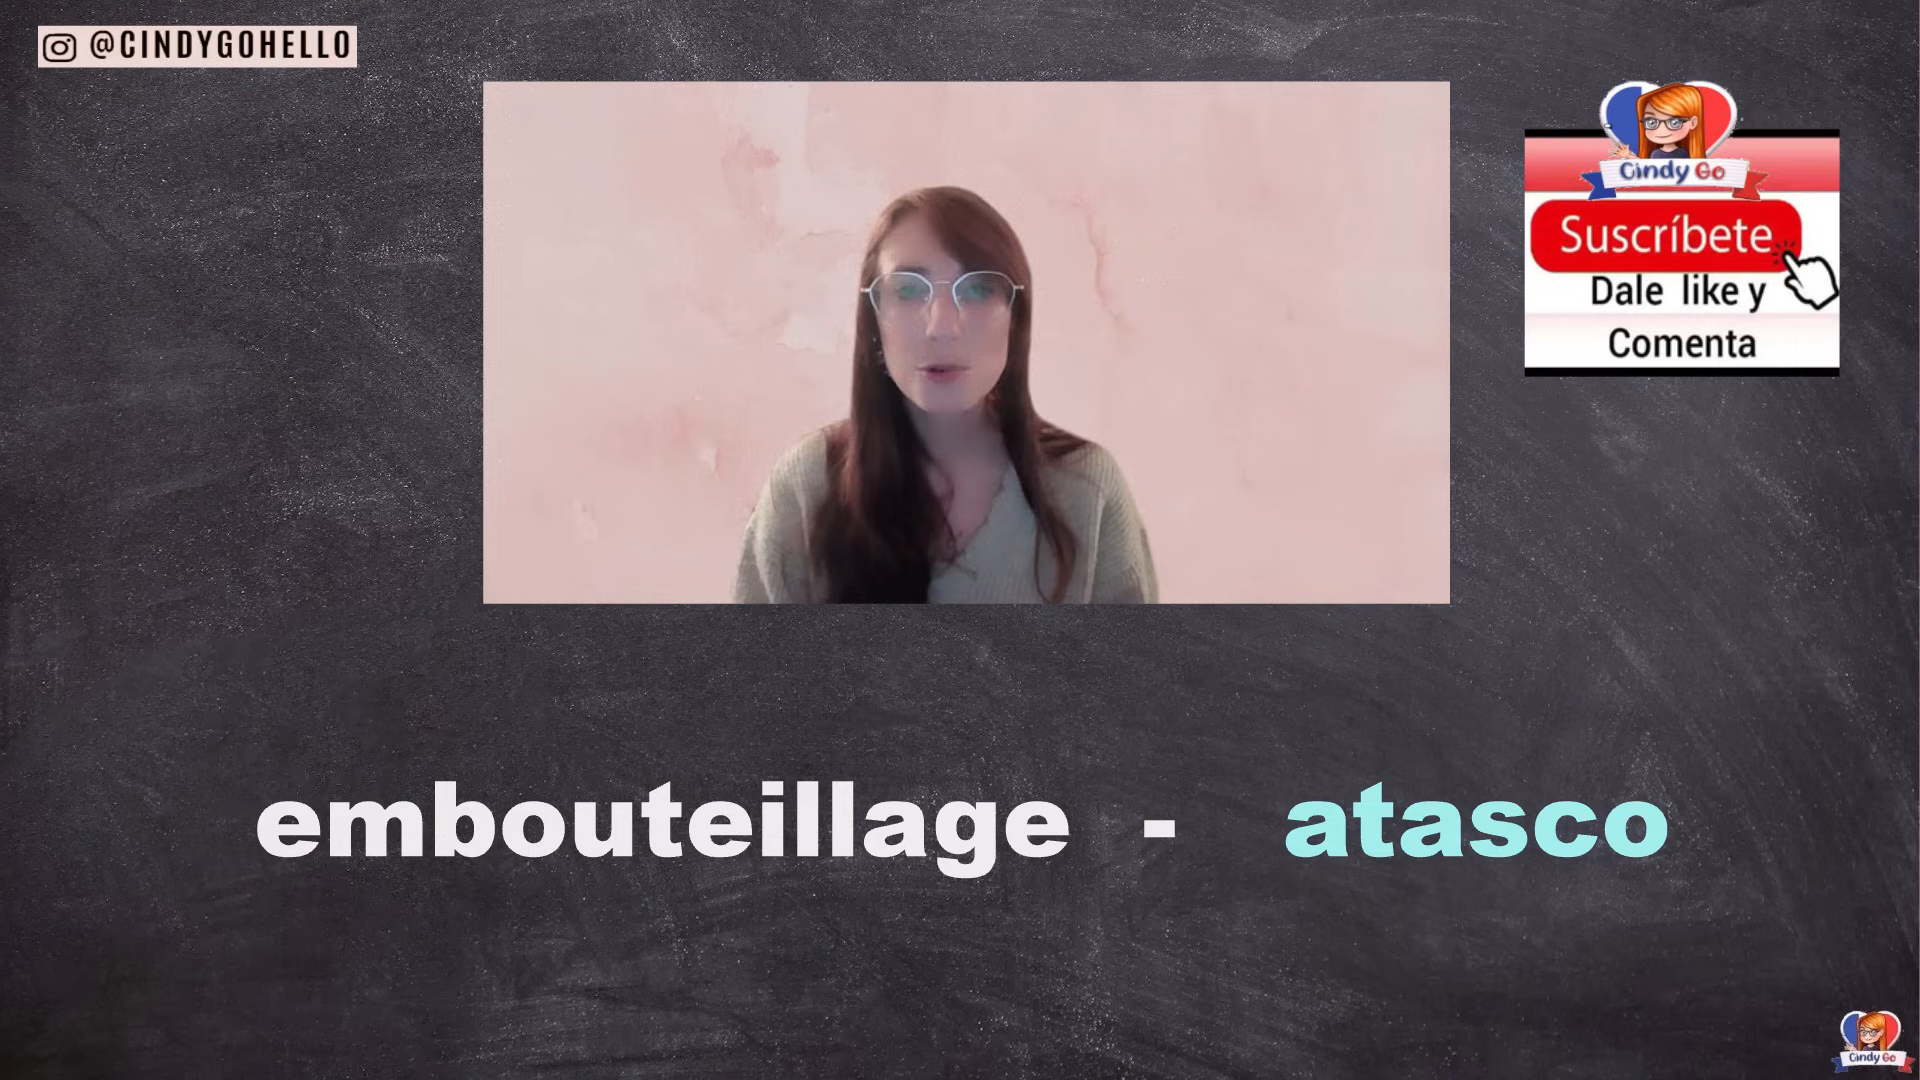 @CINDYGOHELLO
Cindy Go
Suscríbete
Dale like y
Comenta
embouteillage - atasco
Cindy Go